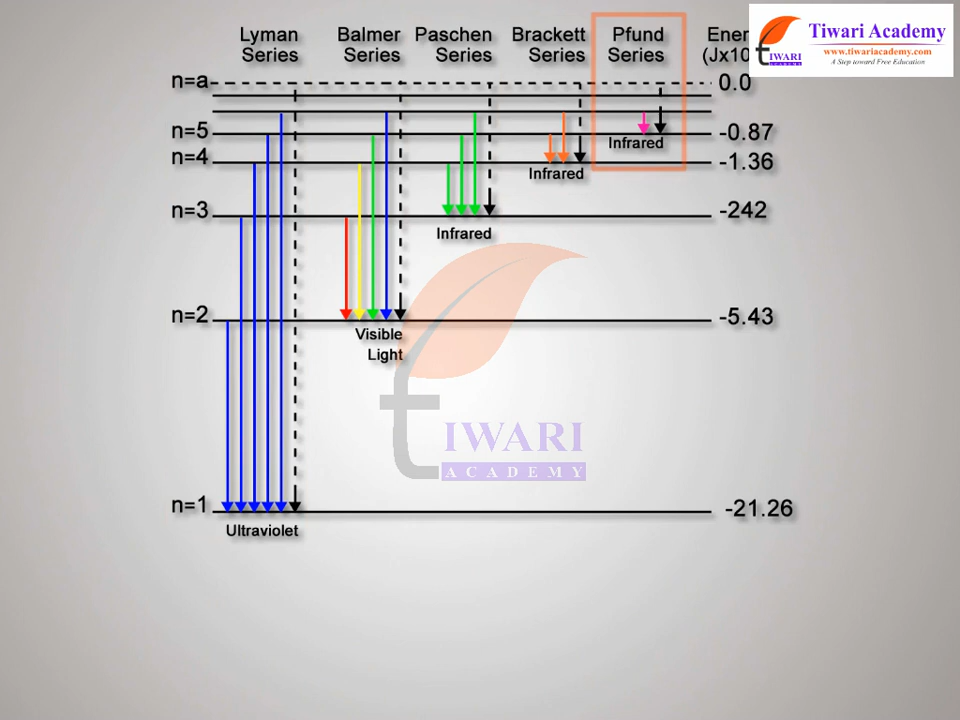 Lyman Series
Balmer Series
Paschen Series
Brackett Series
Pfund Series
Ener
(Jx10
Tiwari Academy
www.tiwariacademy.com
A Step toward Free Education
TIWARI
ACADEMY
n=a
0.0
n=5
-0.87
Infrared
n=4
-1.36
Infrared
n=3
-242
Infrared
n=2
-5.43
Visible
Light
tIWARI
ACADEMY
n=1
-21.26
Ultraviolet